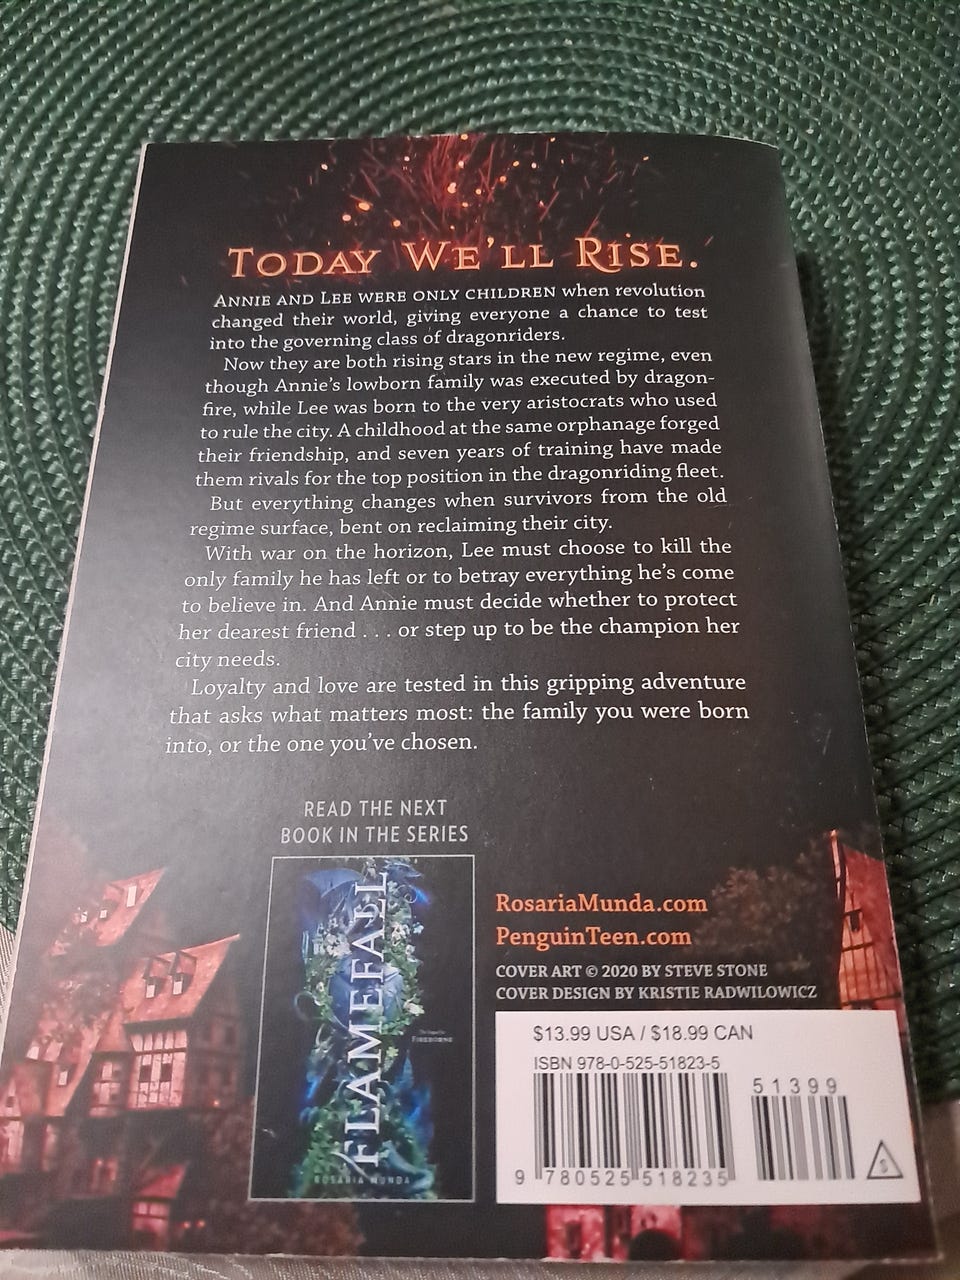 TODAY WE'LL RISE.
ANNIE AND LEE WERE ONLY CHILDREN when revolution
changed their world, giving everyone a chance to test
into the governing class of dragonriders.
Now they are both rising stars in the new regime, even
though Annie's lowborn family was executed by dragon-
fire, while Lee was born to the very aristocrats who used
to rule the city. A childhood at the same orphanage forged
their friendship, and seven years of training have made
them rivals for the top position in the dragonriding fleet.
But everything changes when survivors from the old
regime surface, bent on reclaiming their city.
With war on the horizon, Lee must choose to kill the
only family he has left or to betray everything he's come
to believe in. And Annie must decide whether to protect
her dearest friend . . . or step up to be the champion her
city needs.
Loyalty and love are tested in this gripping adventure
that asks what matters most: the family you were born
into, or the one you've chosen.
READ THE NEXT
BOOK IN THE SERIES
FLAMEFALL
FIREBORNE
ROSARIA MUNDA
RosariaMunda.com
PenguinTeen.com
COVER ART © 2020 BY STEVE STONE
COVER DESIGN BY KRISTIE RADWILOWICZ
$13.99 USA / $18.99 CAN
ISBN 978-0-525-51823-5
51399
9 780525 518235
S